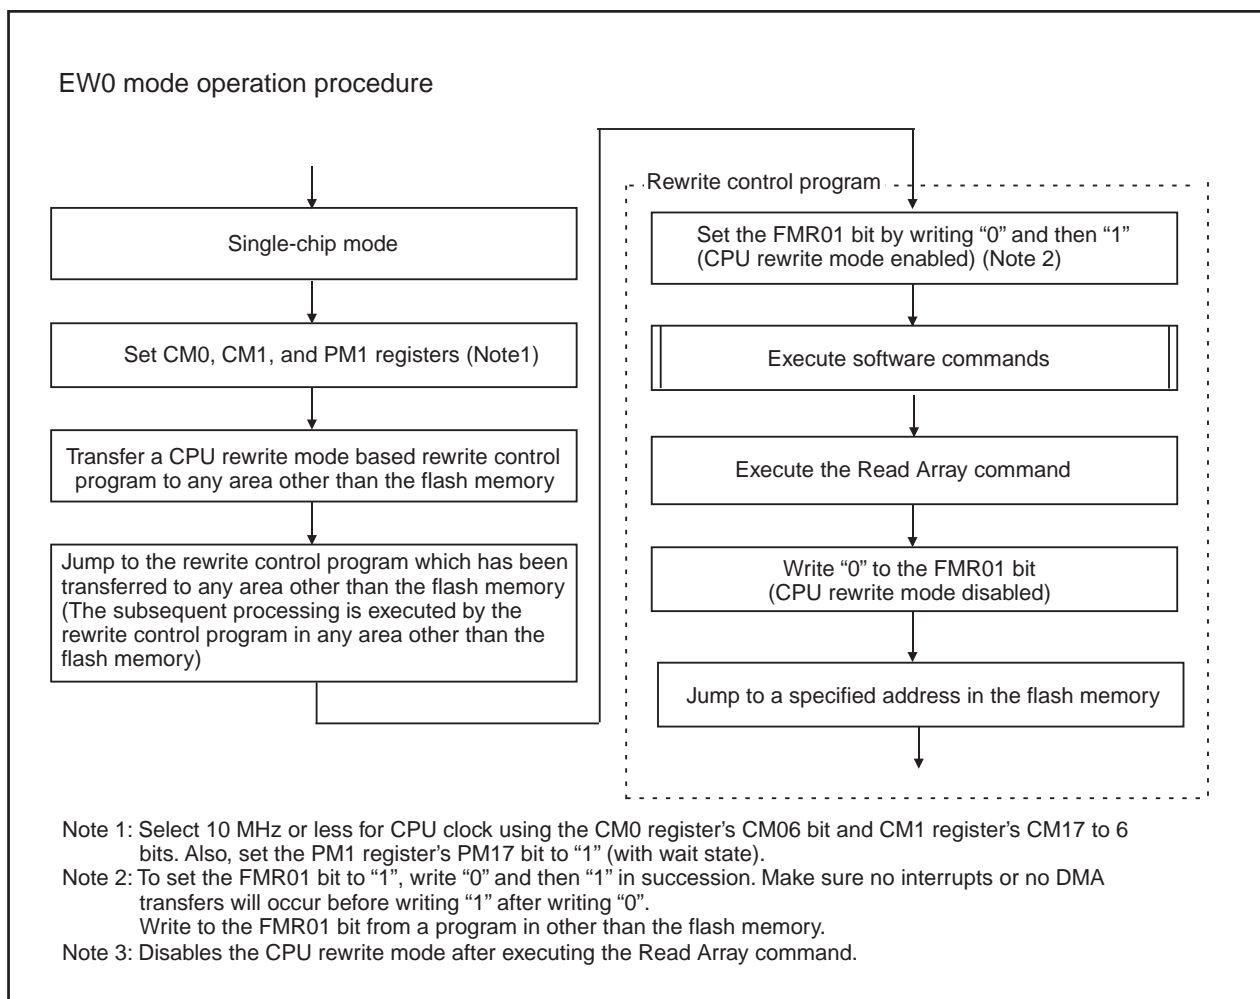 EW0 mode operation procedure
Single-chip mode
Set CM0, CM1, and PM1 registers (Note1)
Transfer a CPU rewrite mode based rewrite control
program to any area other than the flash memory
Jump to the rewrite control program which has been
transferred to any area other than the flash memory
(The subsequent processing is executed by the
rewrite control program in any area other than the
flash memory)
Rewrite control program
Set the FMR01 bit by writing “0” and then “1”
(CPU rewrite mode enabled) (Note 2)
Execute software commands
Execute the Read Array command
Write “0” to the FMR01 bit
(CPU rewrite mode disabled)
Jump to a specified address in the flash memory
Note 1: Select 10 MHz or less for CPU clock using the CM0 register’s CM06 bit and CM1 register’s CM17 to 6
bits. Also, set the PM1 register’s PM17 bit to “1” (with wait state).
Note 2: To set the FMR01 bit to “1”, write “0” and then “1” in succession. Make sure no interrupts or no DMA
transfers will occur before writing “1” after writing “0”.
Write to the FMR01 bit from a program in other than the flash memory.
Note 3: Disables the CPU rewrite mode after executing the Read Array command.